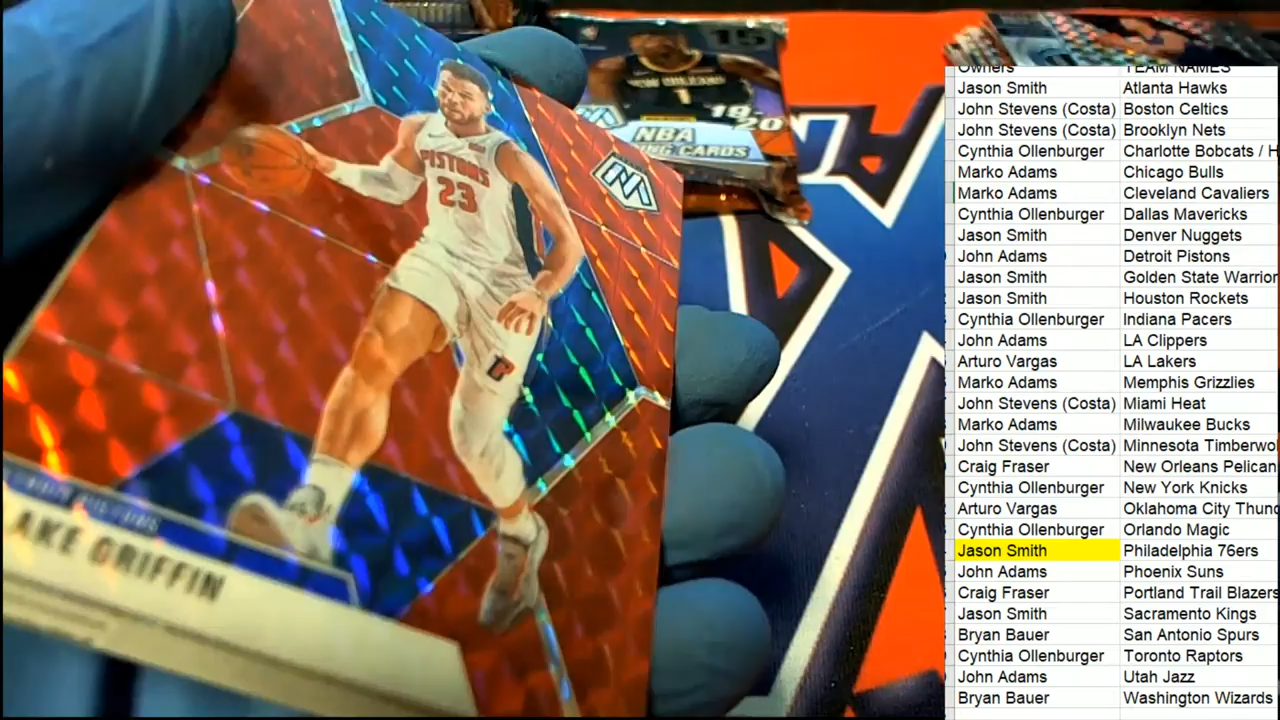 PISTONS
23
AKE GRIFFIN
15
NEW ORLEANS
1
19-20
NBA
Owners TEAM NAMES
Jason Smith Atlanta Hawks
John Stevens (Costa) Boston Celtics
John Stevens (Costa) Brooklyn Nets
Cynthia Ollenburger Charlotte Bobcats / H
Marko Adams Chicago Bulls
Marko Adams Cleveland Cavaliers
Cynthia Ollenburger Dallas Mavericks
Jason Smith Denver Nuggets
John Adams Detroit Pistons
Jason Smith Golden State Warrior
Jason Smith Houston Rockets
Cynthia Ollenburger Indiana Pacers
John Adams LA Clippers
Arturo Vargas LA Lakers
Marko Adams Memphis Grizzlies
John Stevens (Costa) Miami Heat
Marko Adams Milwaukee Bucks
John Stevens (Costa) Minnesota Timberwo
Craig Fraser New Orleans Pelican
Cynthia Ollenburger New York Knicks
Arturo Vargas Oklahoma City Thund
Cynthia Ollenburger Orlando Magic
Jason Smith Philadelphia 76ers
John Adams Phoenix Suns
Craig Fraser Portland Trail Blazers
Jason Smith Sacramento Kings
Bryan Bauer San Antonio Spurs
Cynthia Ollenburger Toronto Raptors
John Adams Utah Jazz
Bryan Bauer Washington Wizards